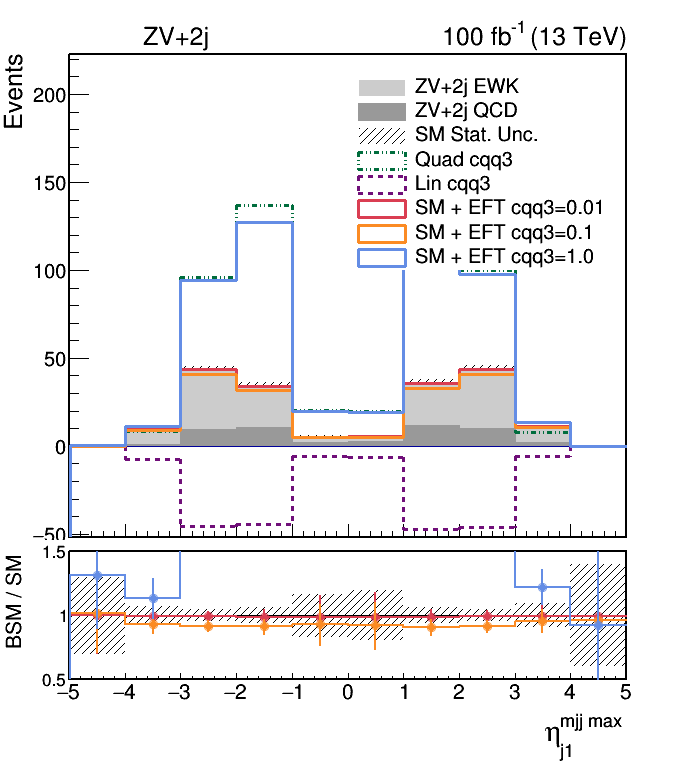 ZV+2j 100 fb-1 (13 TeV)
Events
ZV+2j EWK
ZV+2j QCD
SM Stat. Unc.
Quad cqq3
Lin cqq3
SM + EFT cqq3=0.01
SM + EFT cqq3=0.1
SM + EFT cqq3=1.0
200
150
100
50
0
−50
BSM / SM
1.5
1
0.5
−5 −4 −3 −2 −1 0 1 2 3 4 5
η j1 mjj max